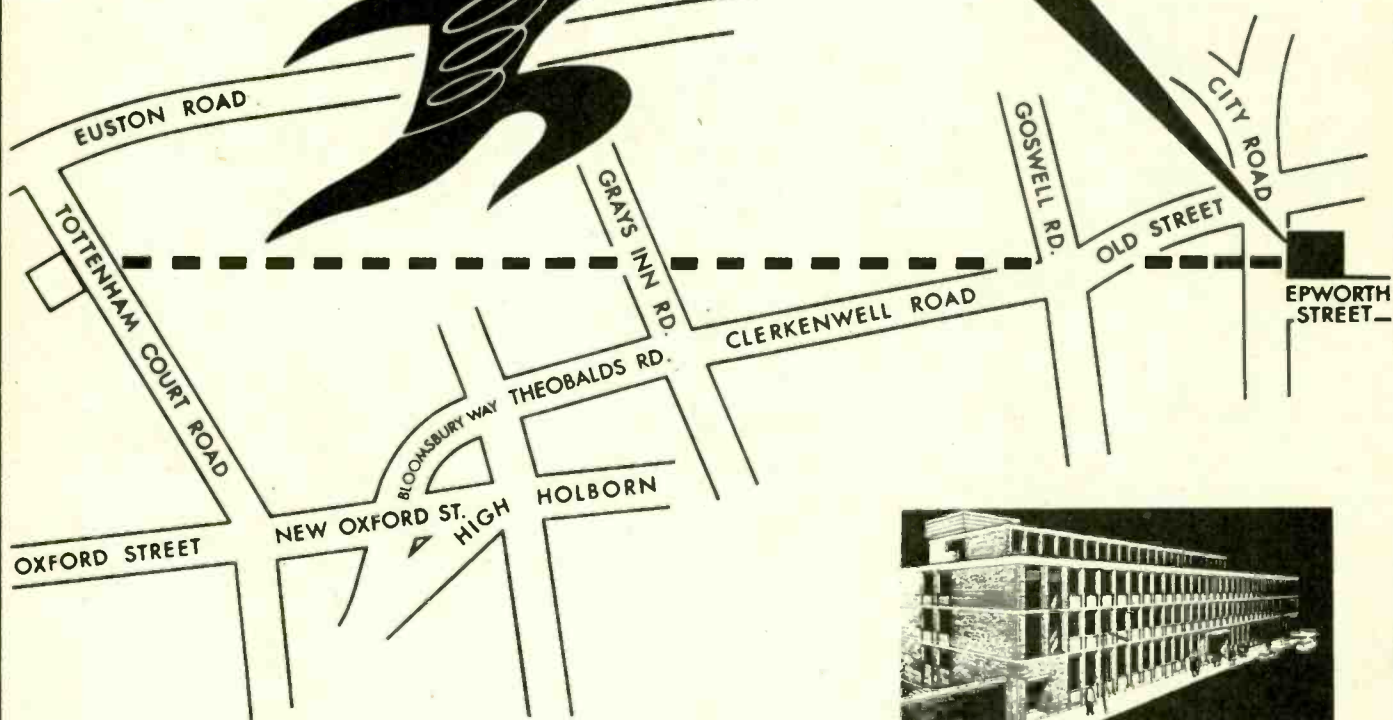 EUSTON ROAD
CITY ROAD
GOSWELL RD.
GRAYS INN RD.
TOTTENHAM COURT ROAD
OLD STREET
EPWORTH
STREET
CLERKENWELL ROAD
THEOBALDS RD.
BLOOMSBURY WAY
HOLBORN
NEW OXFORD ST.
HIGH
OXFORD STREET